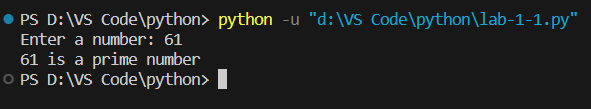 PS D:\VS Code\python> python -u "d:\VS Code\python\lab-1-1.py"
Enter a number: 61
61 is a prime number
PS D:\VS Code\python>